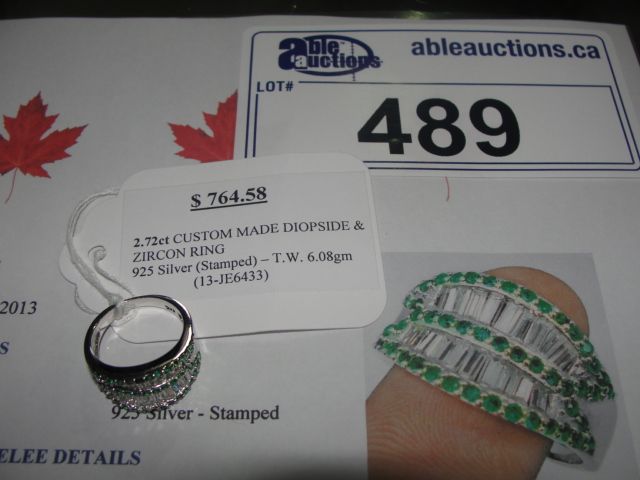 able auctions
ableauctions.ca
LOT#
489
$ 764.58
2.72ct CUSTOM MADE DIOPSIDE &
ZIRCON RING
925 Silver (Stamped) – T.W. 6.08gm
(13-JE6433)
2013
S
925 Silver - Stamped
ELEE DETAILS